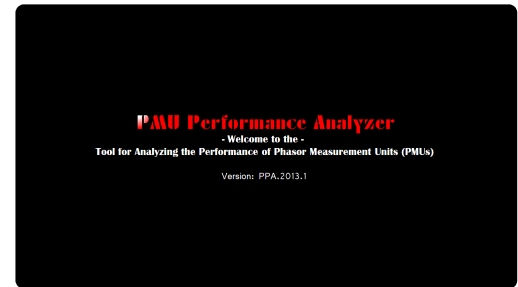 PMU Performance Analyzer
- Welcome to the -
Tool for Analyzing the Performance of Phasor Measurement Units (PMUs)
Version: PPA.2013.1